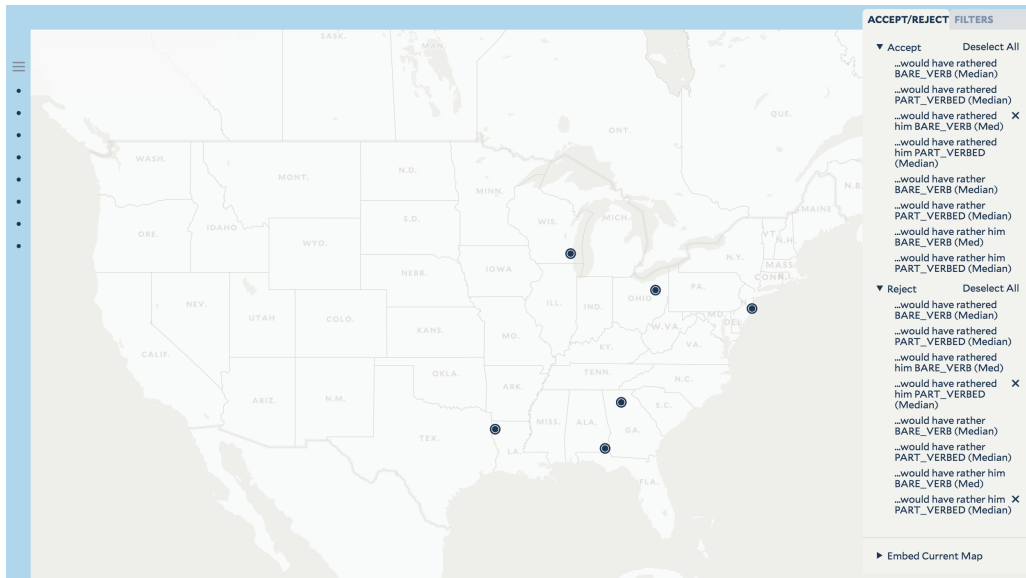 ACCEPT/REJECT FILTERS
Accept Deselect All
...would have rathered
BARE_VERB (Median)
...would have rathered
PART_VERBED (Median)
...would have rathered ×
him BARE_VERB (Med)
...would have rathered
him PART_VERBED
(Median)
...would have rather
BARE_VERB (Median)
...would have rather
PART_VERBED (Median)
...would have rather him
BARE_VERB (Med)
...would have rather him
PART_VERBED (Median)
Reject Deselect All
...would have rathered
BARE_VERB (Median)
...would have rathered
PART_VERBED (Median)
...would have rathered
him BARE_VERB (Med)
...would have rathered ×
him PART_VERBED
(Median)
...would have rather
BARE_VERB (Median)
...would have rather
PART_VERBED (Median)
...would have rather him
BARE_VERB (Med)
...would have rather him ×
PART_VERBED (Median)
Embed Current Map
SASK.
MAN.
QUE.
ONT.
WASH.
MONT.
N.D.
MINN.
N.B.
MAINE
ORE.
IDAHO
S.D.
WIS.
MICH.
VT.
N.H.
WYO.
N.Y.
MASS.
CONN.
R.I.
IOWA
NEBR.
PA.
NEV.
UTAH
COLO.
ILL.
IND.
OHIO
MD.
DEL.
KANS.
MO.
W.VA.
VA.
CALIF.
KY.
OKLA.
ARK.
TENN.
N.C.
ARIZ.
N.M.
S.C.
MISS.
ALA.
GA.
TEX.
LA.
FLA.